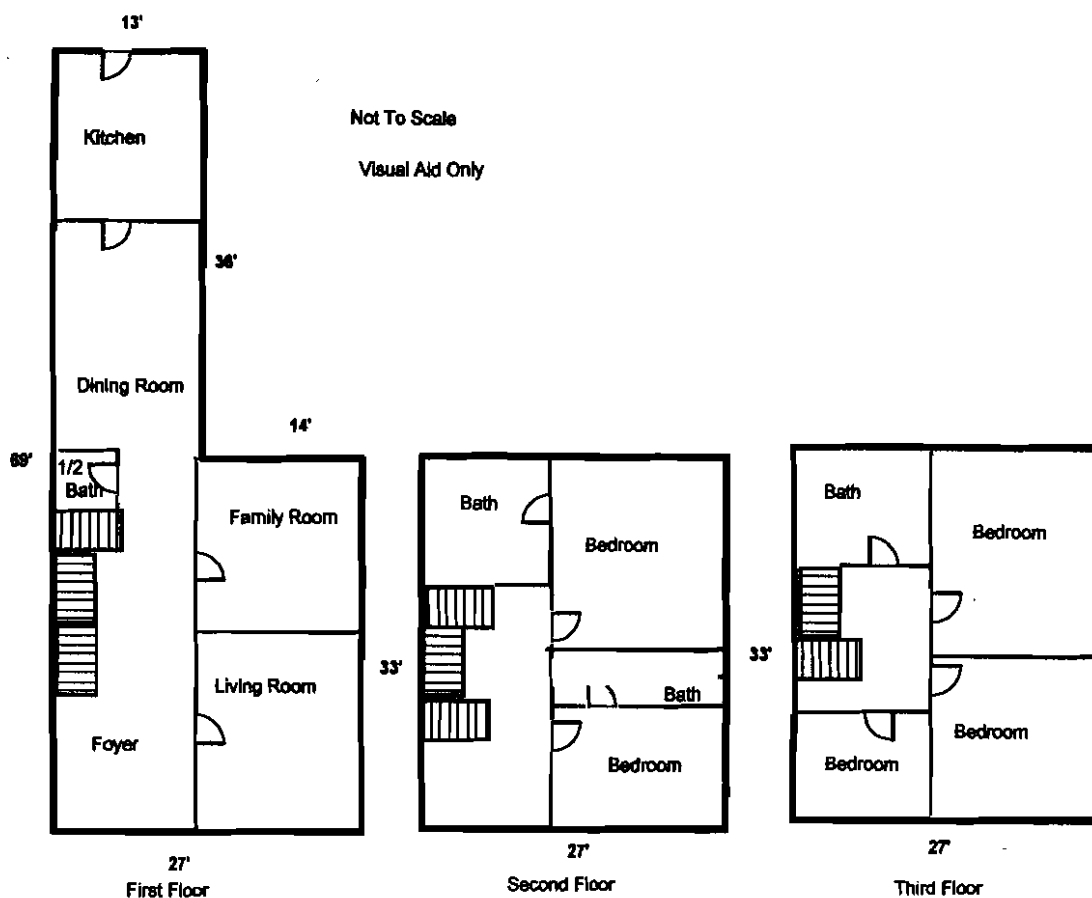 13'
Kitchen
Not To Scale
Visual Aid Only
36'
Dining Room
14'
69'
1/2
Bath
Family Room
Living Room
Foyer
27'
First Floor
Bath
Bedroom
33'
Bath
Bedroom
27'
Second Floor
Bath
Bedroom
33'
Bedroom
Bedroom
27'
Third Floor